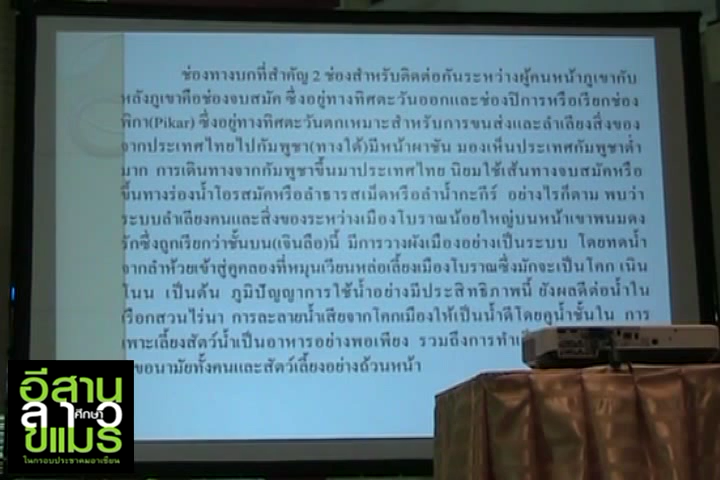 ช่องทางบกที่สำคัญ 2 ช่องสำหรับติดต่อกันระหว่างผู้คนหน้าภูเขากับ
หลังภูเขาคือช่องจบสมัค ซึ่งอยู่ทางทิศตะวันออกและช่องปิการหรือเรียกช่อง
พิกา(Pikar) ซึ่งอยู่ทางทิศตะวันตกเหมาะสำหรับการขนส่งและลำเลียงสิ่งของ
จากประเทศไทยไปกัมพูชา(ทางใต้)มีหน้าผาชัน มองเห็นประเทศกัมพูชาต่ำ
มาก การเดินทางจากกัมพูชาขึ้นมาประเทศไทย นิยมใช้เส้นทางจบสมัคหรือ
ขึ้นทางร่องน้ำโอรสมัคหรือลำธารสเม็ดหรือลำน้ำกะกีร์ อย่างไรก็ตาม พบว่า
ระบบลำเลียงคนและสิ่งของระหว่างเมืองโบราณน้อยใหญ่บนหน้าเขาพนมดง
รักซึ่งถูกเรียกว่าชั้นบน(เจินลือ)นี้ มีการวางผังเมืองอย่างเป็นระบบ โดยทดน้ำ
จากลำห้วยเข้าสู่คูคลองที่หมุนเวียนหล่อเลี้ยงเมืองโบราณซึ่งมักจะเป็นโคก เนิน
โนน เป็นต้น ภูมิปัญญาการใช้น้ำอย่างมีประสิทธิภาพนี้ ยังผลดีต่อน้ำใน
เรือกสวนไร่นา การละลายน้ำเสียจากโคกเมืองให้เป็นน้ำดีโดยคูน้ำชั้นใน การ
เพาะเลี้ยงสัตว์น้ำเป็นอาหารอย่างพอเพียง รวมถึงการทำ
ขอนามัยทั้งคนและสัตว์เลี้ยงอย่างถ้วนหน้า
อีสาน
ลาว
ศึกษา
ขแมร์
ในกรอบประชาคมอาเซียน